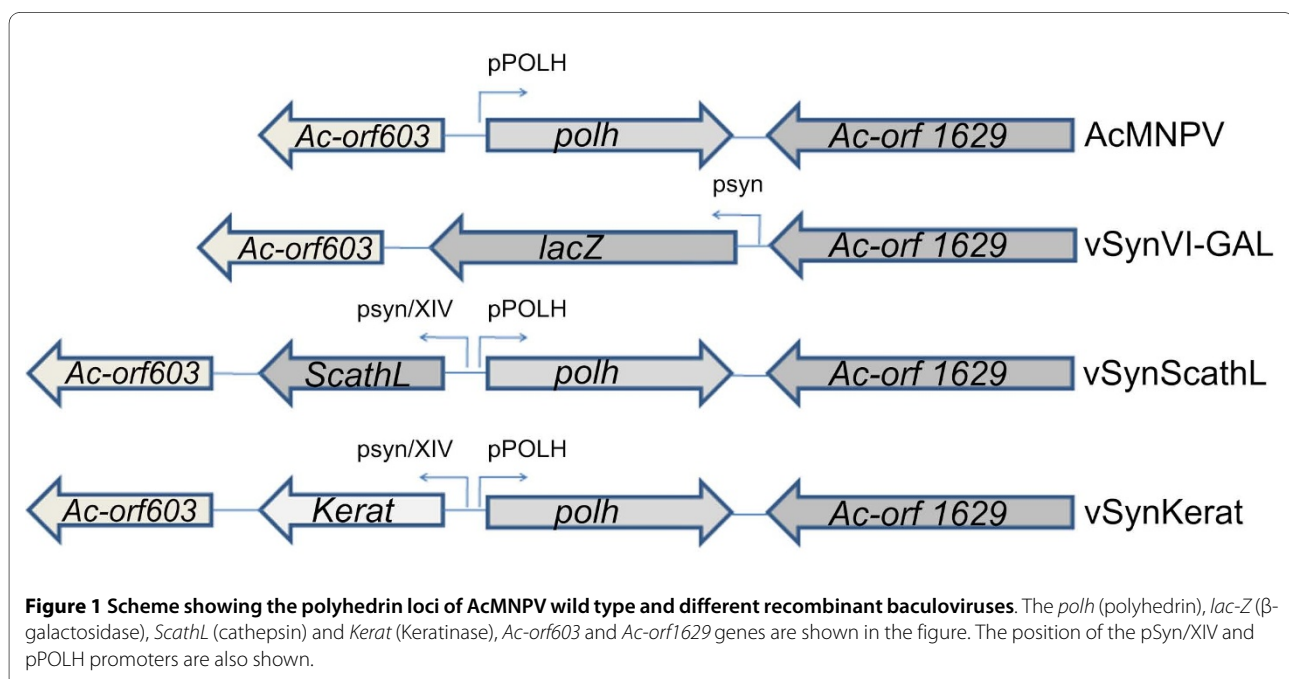 pPOLH
Ac-orf603 polh Ac-orf 1629 AcMNPV
psyn
Ac-orf603 lacZ Ac-orf 1629 vSynVI-GAL
psyn/XIV pPOLH
Ac-orf603 ScathL polh Ac-orf 1629 vSynScathL
psyn/XIV pPOLH
Ac-orf603 Kerat polh Ac-orf 1629 vSynKerat
Figure 1 Scheme showing the polyhedrin loci of AcMNPV wild type and different recombinant baculoviruses. The polh (polyhedrin), lac-Z (β-
galactosidase), ScathL (cathepsin) and Kerat (Keratinase), Ac-orf603 and Ac-orf1629 genes are shown in the figure. The position of the pSyn/XIV and
pPOLH promoters are also shown.